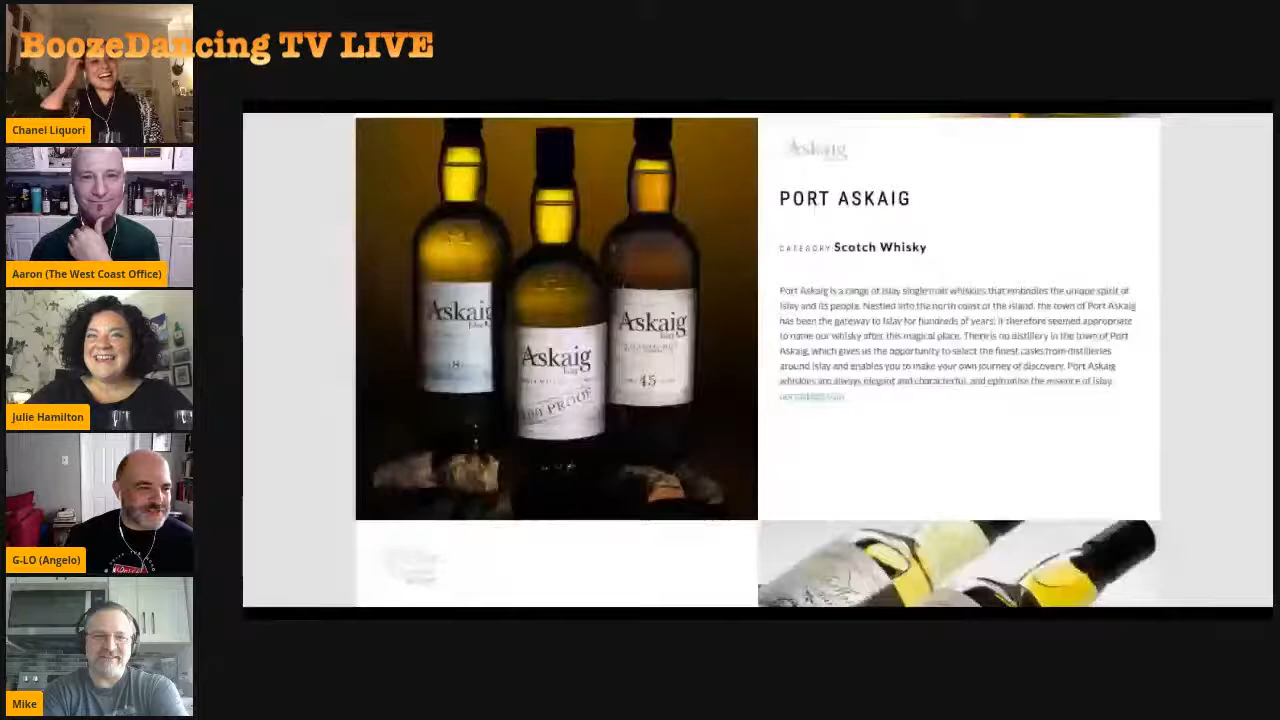 BoozeDancing TV LIVE
Chanel Liquori
Aaron (The West Coast Office)
Julie Hamilton
G-LO (Angelo)
Mike
Askaig
Askaig
Askaig
Islay
100 PROOF
8
45
Askaig
PORT ASKAIG
CATEGORY Scotch Whisky
Port Askaig is a range of Islay single malt whiskies that embodies the unique spirit of
Islay and its people. Nestled into the north coast of the island, the town of Port Askaig
has been the gateway to Islay for hundreds of years; it therefore seemed appropriate
to name our whisky after this magical place. There is no distillery in the town of Port
Askaig, which gives us the opportunity to select the finest casks from distilleries
around Islay and enables you to make your own journey of discovery. Port Askaig
whiskies are always elegant and characterful, and epitomise the essence of Islay.